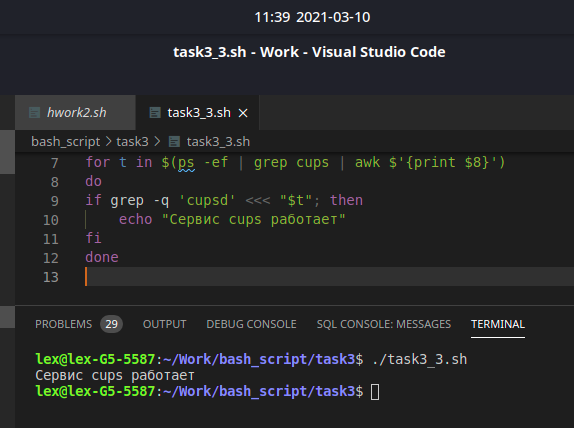 11:39 2021-03-10
task3_3.sh - Work - Visual Studio Code
hwork2.sh task3_3.sh ×
bash_script > task3 > task3_3.sh
7 for t in $(ps -ef | grep cups | awk $'{print $8}')
8 do
9 if grep -q 'cupsd' <<< "$t"; then
10 echo "Сервис cups работает"
11 fi
12 done
13
PROBLEMS 29 OUTPUT DEBUG CONSOLE SQL CONSOLE: MESSAGES TERMINAL
lex@lex-G5-5587:~/Work/bash_script/task3$ ./task3_3.sh
Сервис cups работает
lex@lex-G5-5587:~/Work/bash_script/task3$